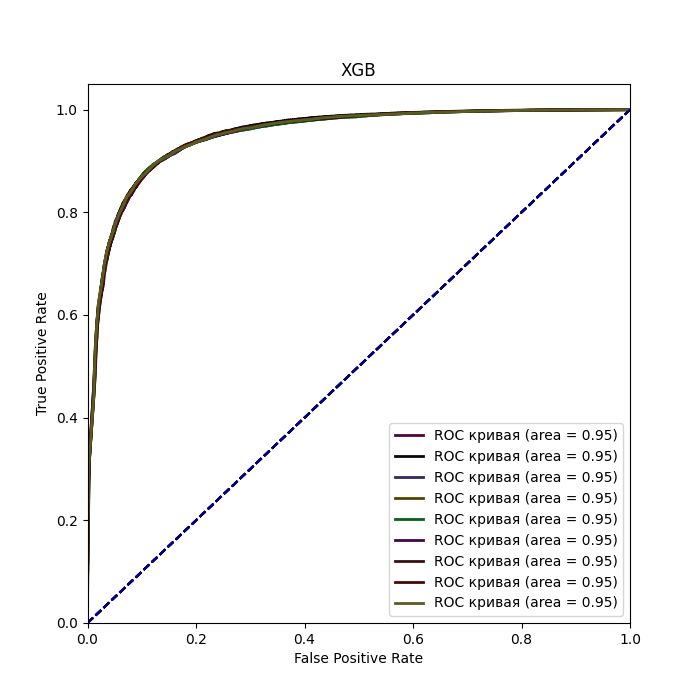 XGB
1.0
0.8
0.6
0.4
0.2
0.0
True Positive Rate
ROC кривая (area = 0.95)
ROC кривая (area = 0.95)
ROC кривая (area = 0.95)
ROC кривая (area = 0.95)
ROC кривая (area = 0.95)
ROC кривая (area = 0.95)
ROC кривая (area = 0.95)
ROC кривая (area = 0.95)
ROC кривая (area = 0.95)
0.0 0.2 0.4 0.6 0.8 1.0
False Positive Rate